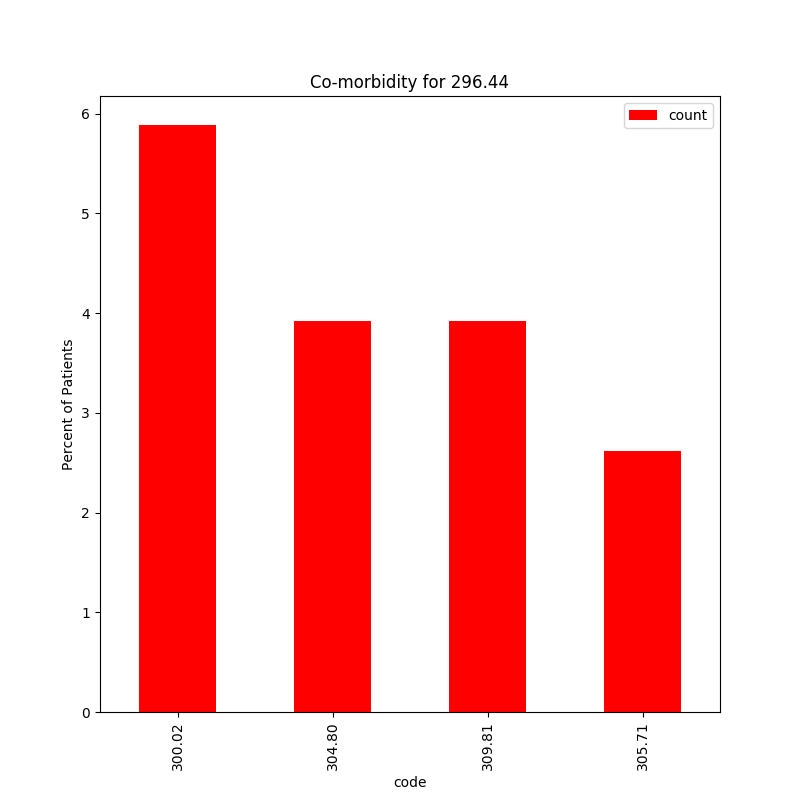 Co-morbidity for 296.44
count
Percent of Patients
6
5
4
3
2
1
0
300.02
304.80
309.81
305.71
code